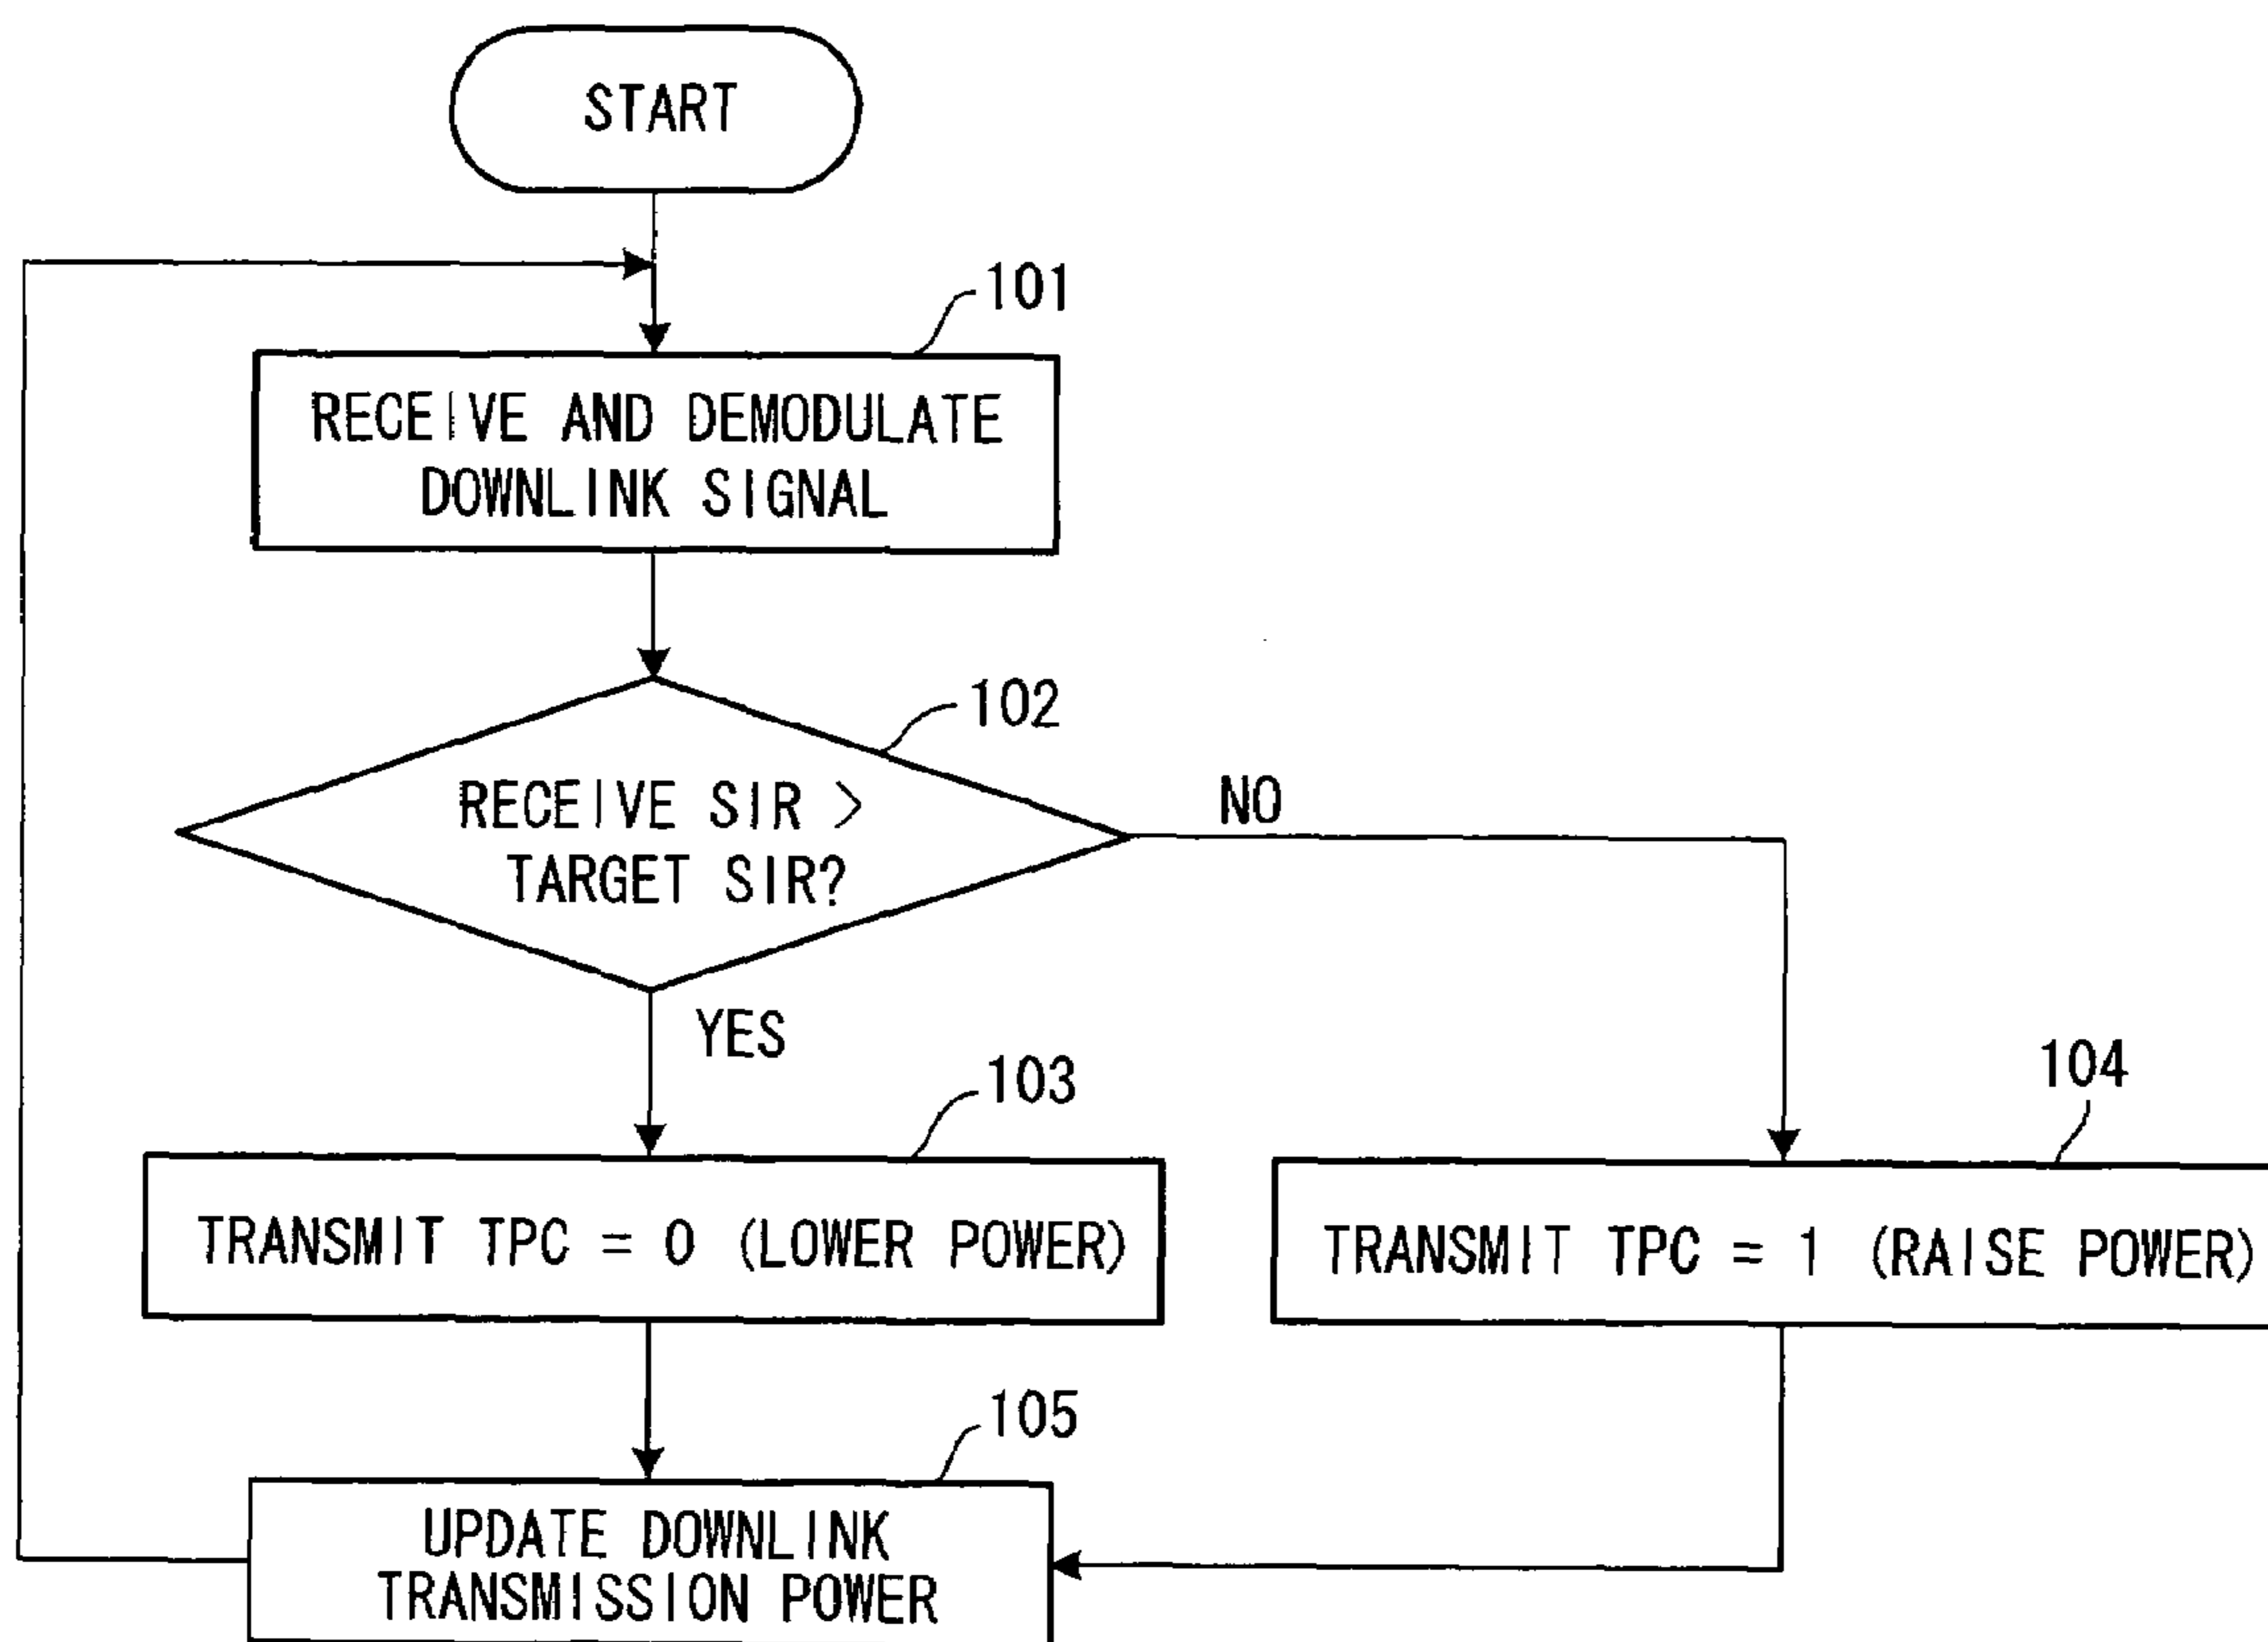 START
101
RECEIVE AND DEMODULATE
DOWNLINK SIGNAL
102
RECEIVE SIR >
TARGET SIR?
NO
YES
103
104
TRANSMIT TPC = 0 (LOWER POWER)
TRANSMIT TPC = 1 (RAISE POWER)
105
UPDATE DOWNLINK
TRANSMISSION POWER